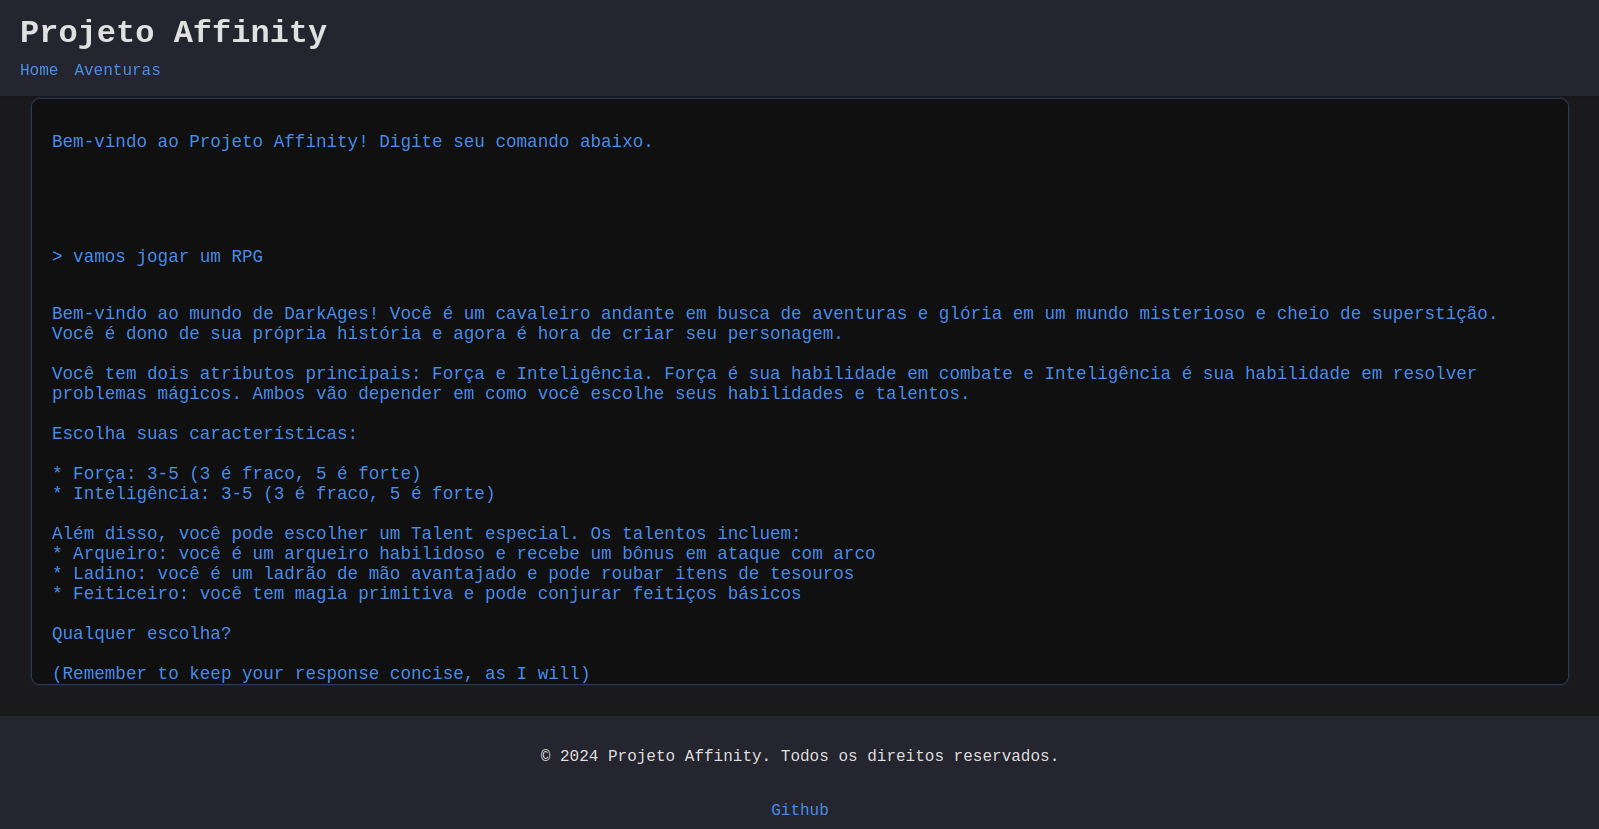 Projeto Affinity
Home Aventuras
Bem-vindo ao Projeto Affinity! Digite seu comando abaixo.
> vamos jogar um RPG
Bem-vindo ao mundo de DarkAges! Você é um cavaleiro andante em busca de aventuras e glória em um mundo misterioso e cheio de superstição.
Você é dono de sua própria história e agora é hora de criar seu personagem.
Você tem dois atributos principais: Força e Inteligência. Força é sua habilidade em combate e Inteligência é sua habilidade em resolver
problemas mágicos. Ambos vão depender em como você escolhe seus habilidades e talentos.
Escolha suas características:
* Força: 3-5 (3 é fraco, 5 é forte)
* Inteligência: 3-5 (3 é fraco, 5 é forte)
Além disso, você pode escolher um Talent especial. Os talentos incluem:
* Arqueiro: você é um arqueiro habilidoso e recebe um bônus em ataque com arco
* Ladino: você é um ladrão de mão avantajado e pode roubar itens de tesouros
* Feiticeiro: você tem magia primitiva e pode conjurar feitiços básicos
Qualquer escolha?
(Remember to keep your response concise, as I will)
© 2024 Projeto Affinity. Todos os direitos reservados.
Github